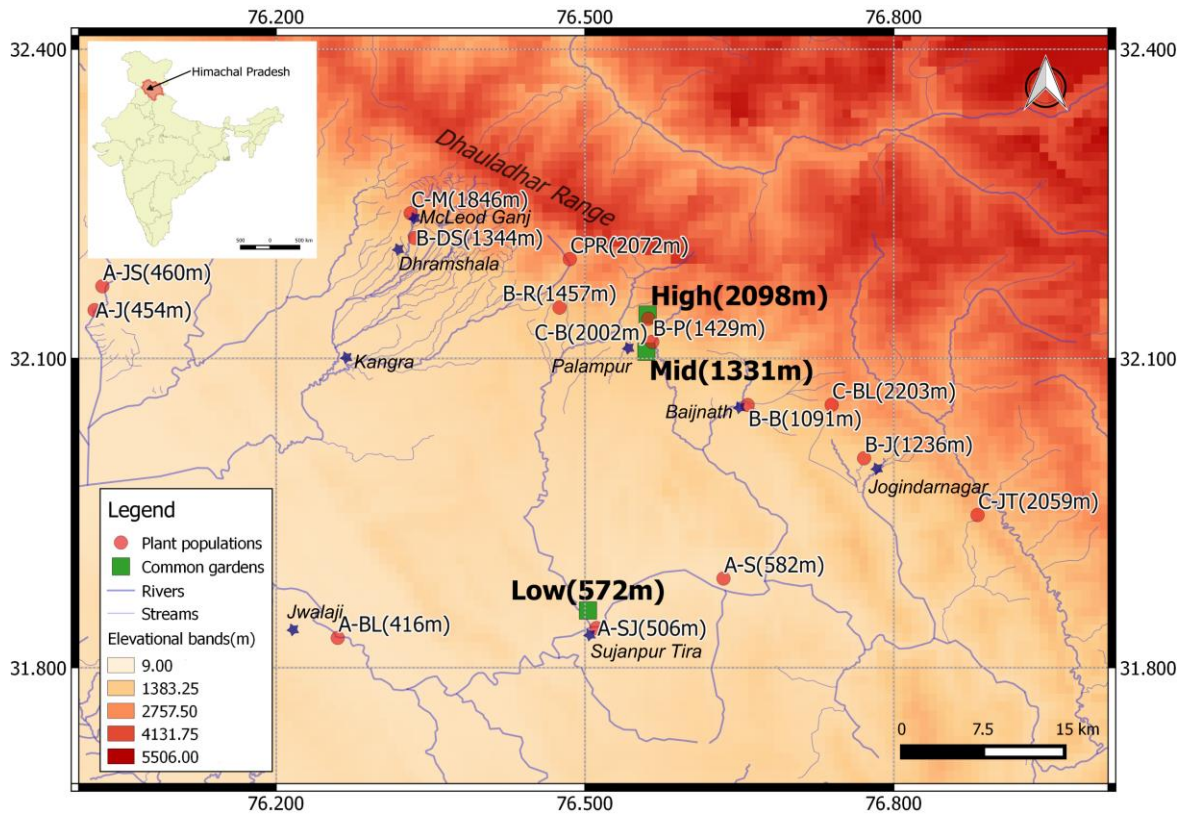 76.200 76.500 76.800
32.400 32.400
Himachal Pradesh
500 0 500 km
Dhauladhar Range
C-M(1846m)
McLeod Ganj
B-DS(1344m)
Dhramshala
CPR(2072m)
A-JS(460m)
A-J(454m)
B-R(1457m)
High(2098m)
C-B(2002m)
B-P(1429m)
32.100 32.100
Kangra
Palampur
Mid(1331m)
Baijnath
C-BL(2203m)
B-B(1091m)
B-J(1236m)
Jogindarnagar
C-JT(2059m)
Legend
Plant populations
Common gardens
Rivers
Streams
Elevational bands(m)
9.00
1383.25
2757.50
4131.75
5506.00
A-S(582m)
Low(572m)
Jwalaji
A-BL(416m)
A-SJ(506m)
Sujanpur Tira
31.800 31.800
0 7.5 15 km
76.200 76.500 76.800